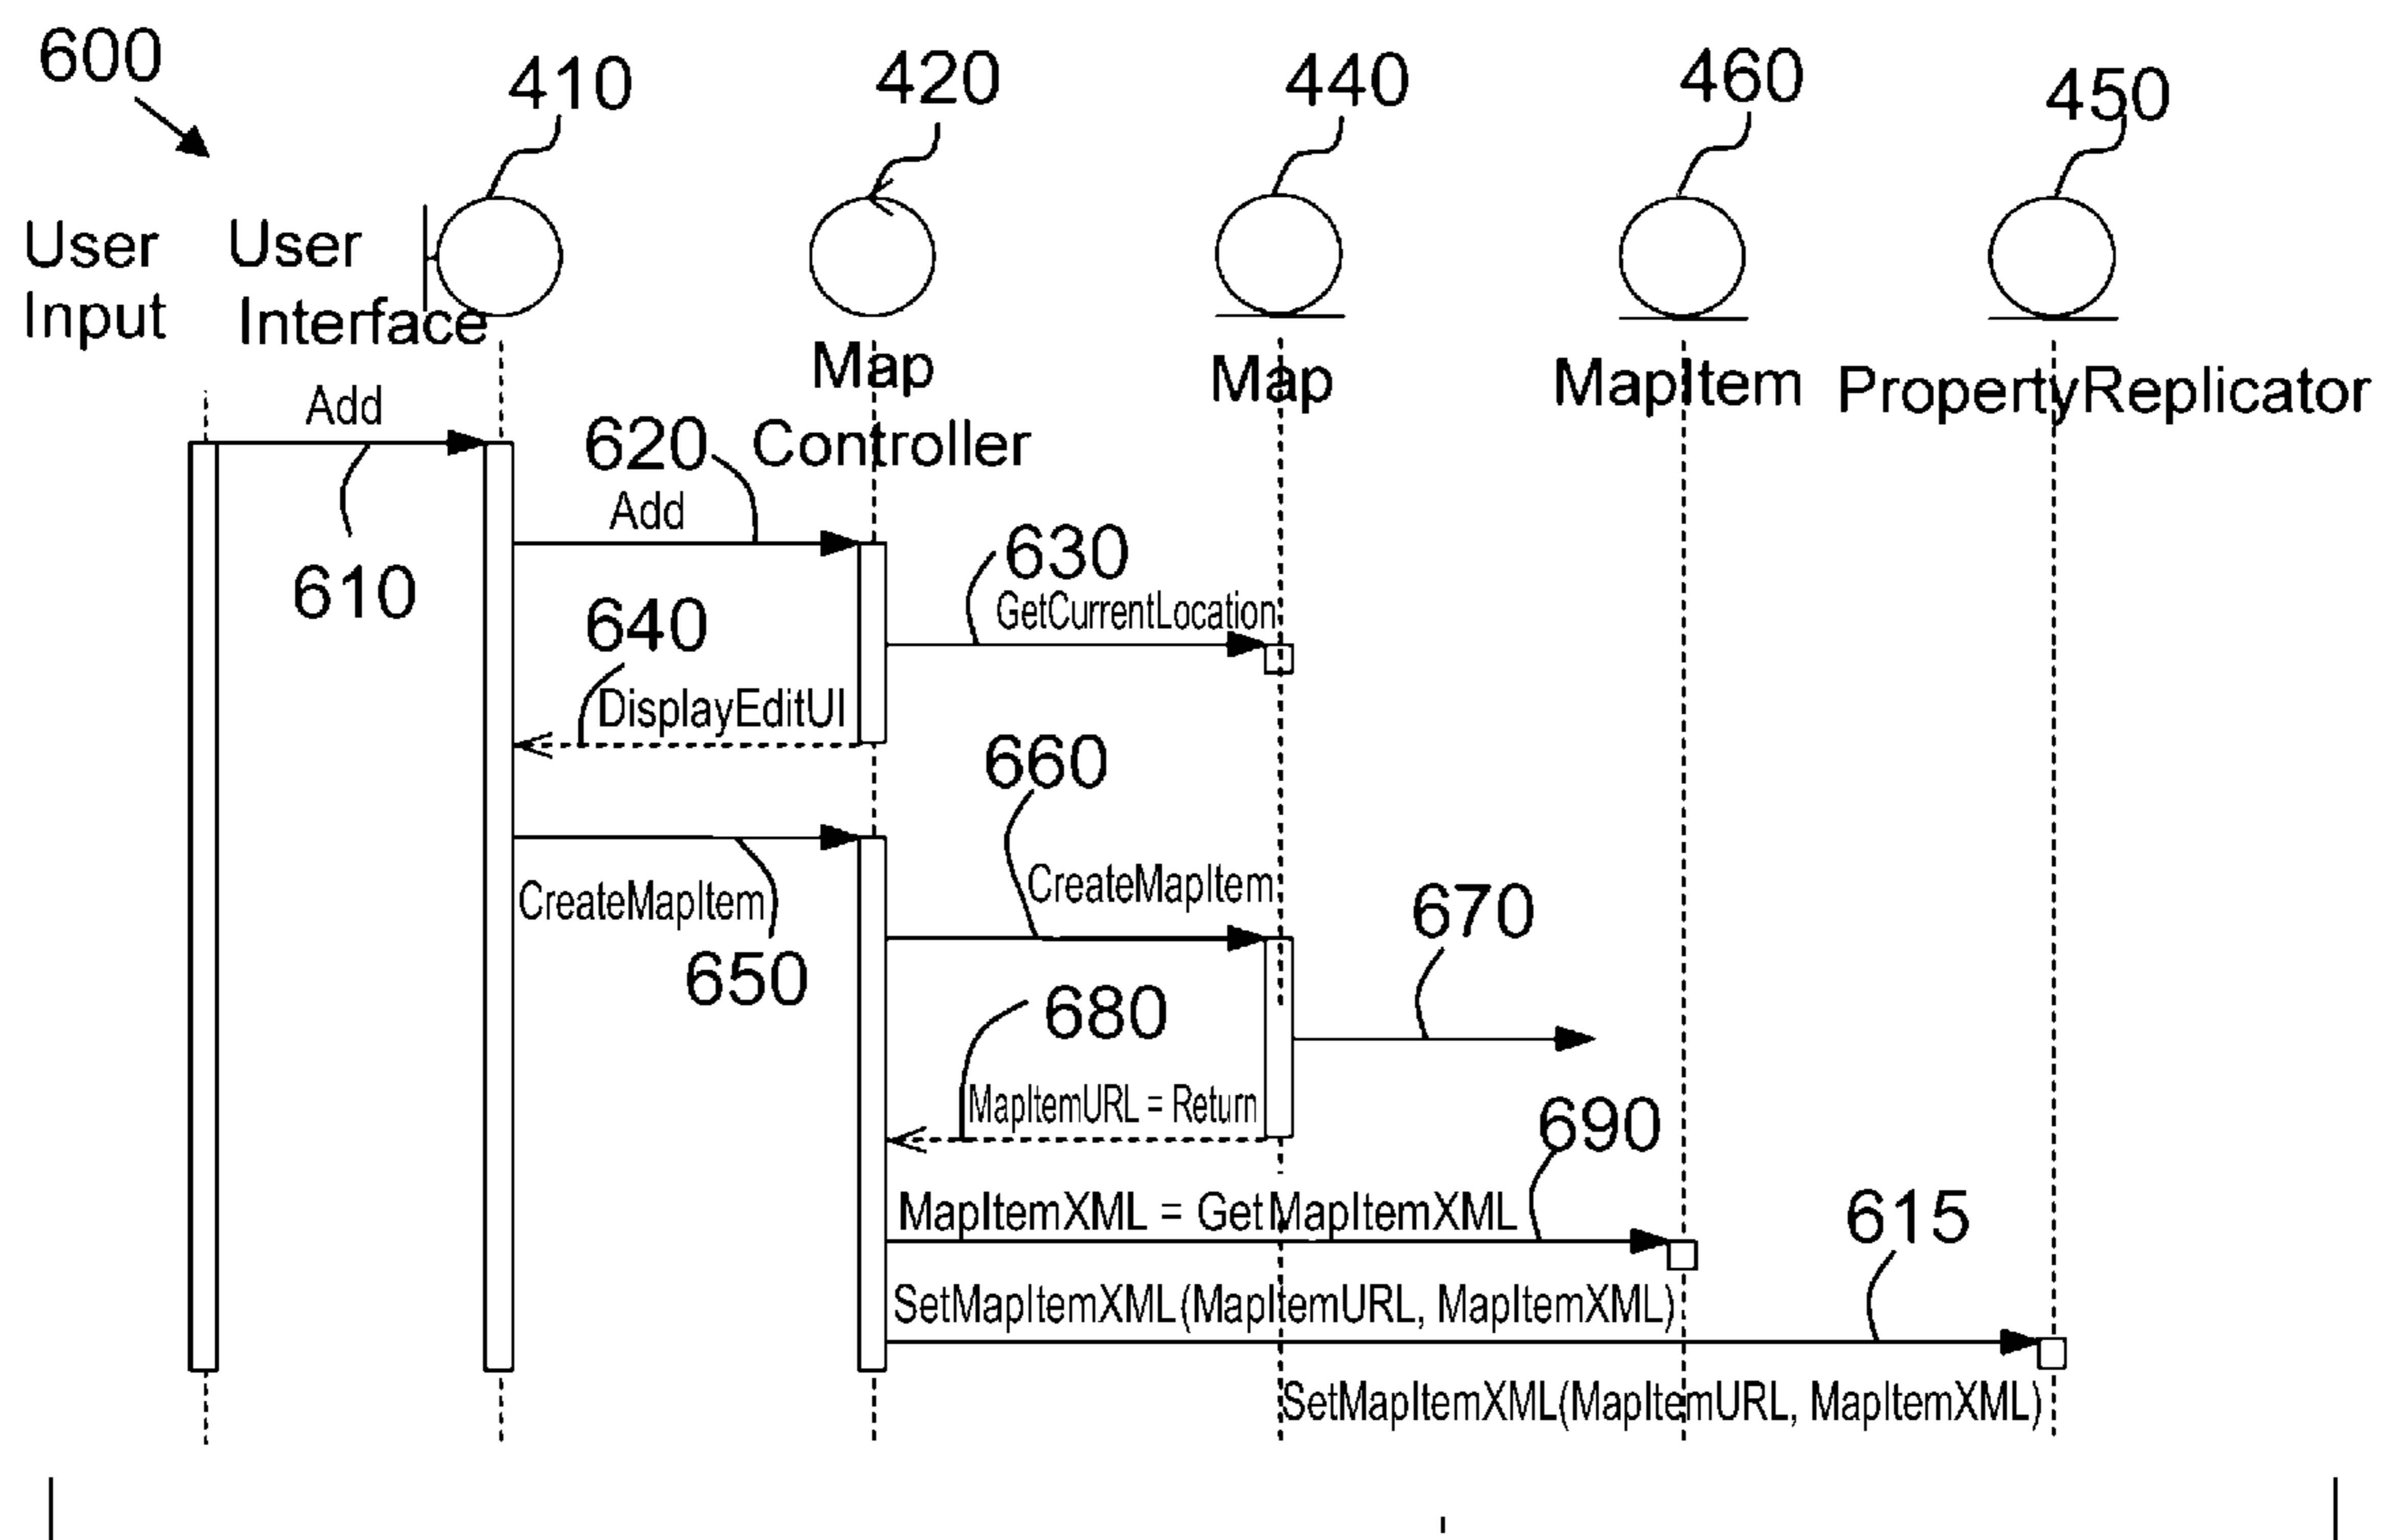 600
410
420
440
460
450
User
Input
User
Interface
Map
Controller
Map
MapItem
PropertyReplicator
Add
610
620
Add
630
GetCurrentLocation
640
DisplayEditUI
660
CreateMapItem
650
CreateMapItem
670
680
MapItemURL = Return
690
MapItemXML = GetMapItemXML
615
SetMapItemXML(MapItemURL, MapItemXML)
SetMapItemXML(MapItemURL, MapItemXML)